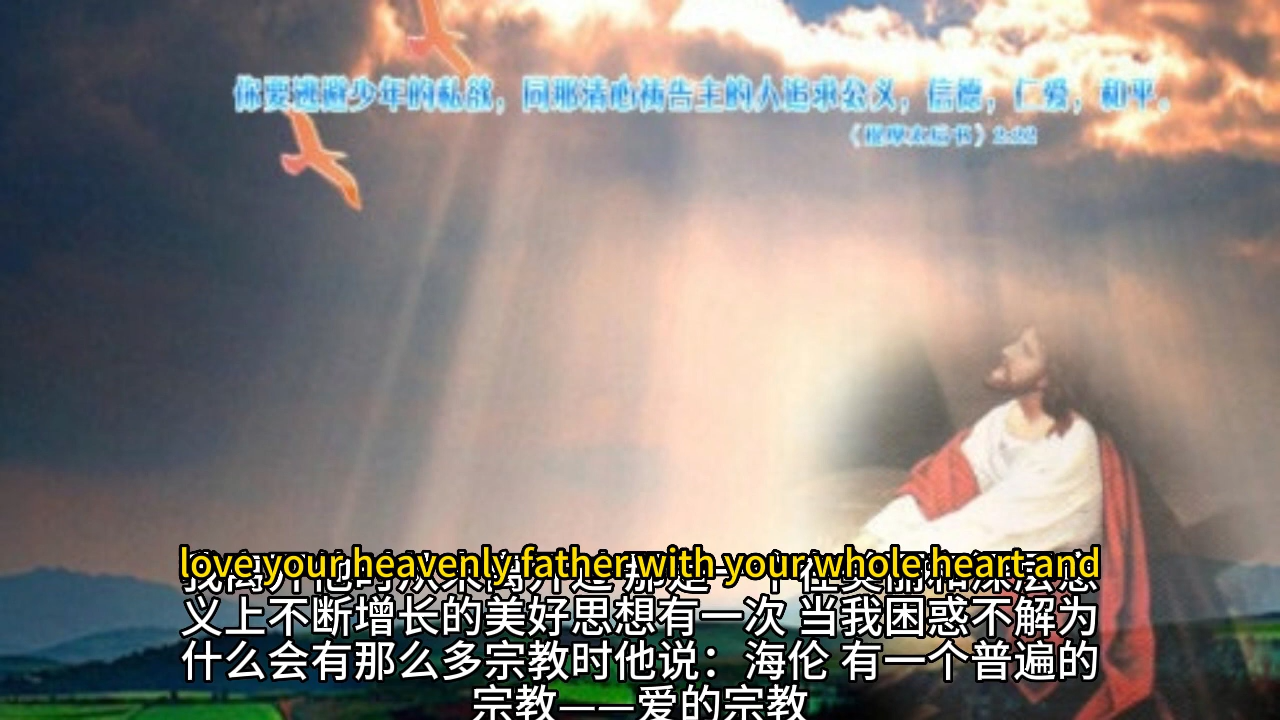 你要逃避少年的私欲，同那清心祷告主的人追求公义，信德，仁爱，和平。
《提摩太后书》2:22
love your heavenly father with your whole heart and
义上不断增长的美好思想有一次 当我困惑不解为
什么会有那么多宗教时他说：海伦 有一个普遍的
宗教——爱的宗教